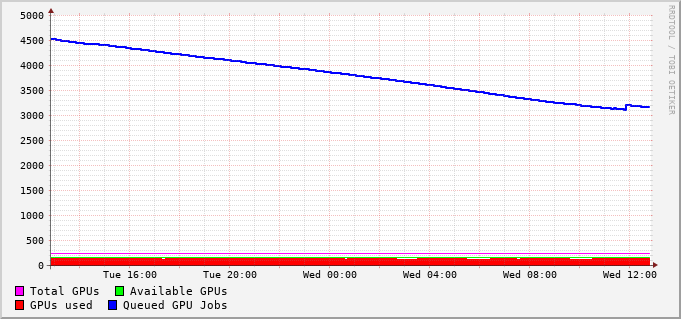 RRDTOOL / TOBI OETIKER
5000
4500
4000
3500
3000
2500
2000
1500
1000
500
0
Tue 16:00 Tue 20:00 Wed 00:00 Wed 04:00 Wed 08:00 Wed 12:00
Total GPUs Available GPUs
GPUs used Queued GPU Jobs